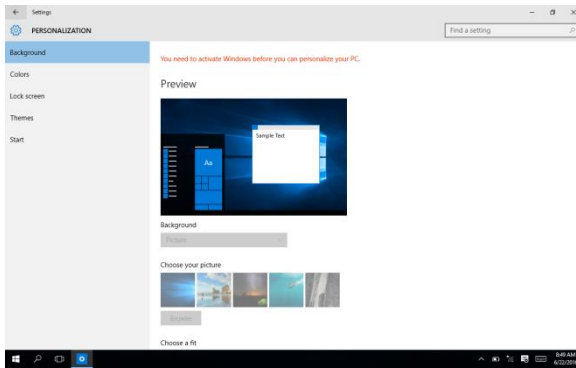 Settings
PERSONALIZATION
Find a setting
Background
Colors
Lock screen
Themes
Start
You need to activate Windows before you can personalize your PC.
Preview
Sample Text
Aa
Background
Picture
Choose your picture
Browse
Choose a fit
8:49 AM